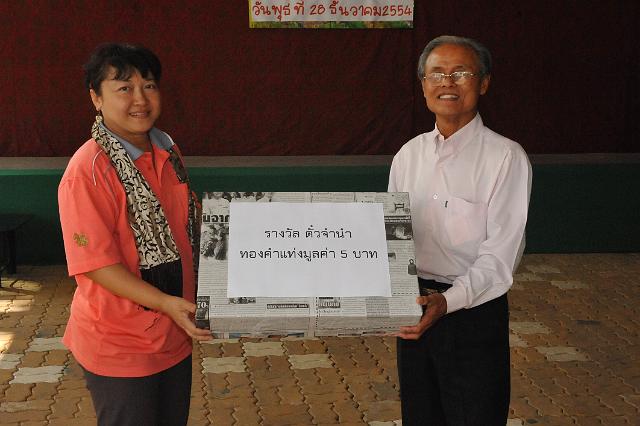 วันพุธ ที่ 28 ธันวาคม2554
รางวัล ตั๋วจำนำ
ทองคำแท่งมูลค่า 5 บาท